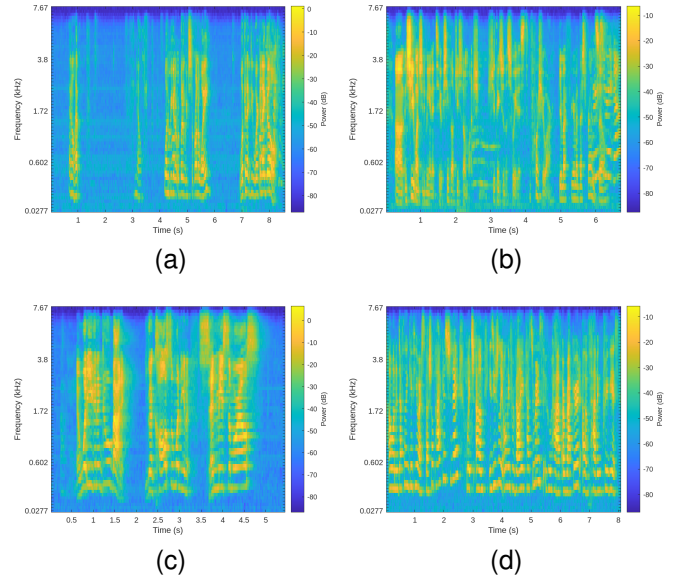 7.67
3.8
1.72
0.602
0.0277
Frequency (kHz)
1 2 3 4 5 6 7 8
Time (s)
0
-10
-20
-30
-40
-50
-60
-70
-80
Power (dB)
(a)
7.67
3.8
1.72
0.602
0.0277
Frequency (kHz)
1 2 3 4 5 6
Time (s)
-10
-20
-30
-40
-50
-60
-70
-80
Power (dB)
(b)
7.67
3.8
1.72
0.602
0.0277
Frequency (kHz)
0.5 1 1.5 2 2.5 3 3.5 4 4.5 5
Time (s)
0
-10
-20
-30
-40
-50
-60
-70
-80
Power (dB)
(c)
7.67
3.8
1.72
0.602
0.0277
Frequency (kHz)
1 2 3 4 5 6 7 8
Time (s)
-10
-20
-30
-40
-50
-60
-70
-80
Power (dB)
(d)